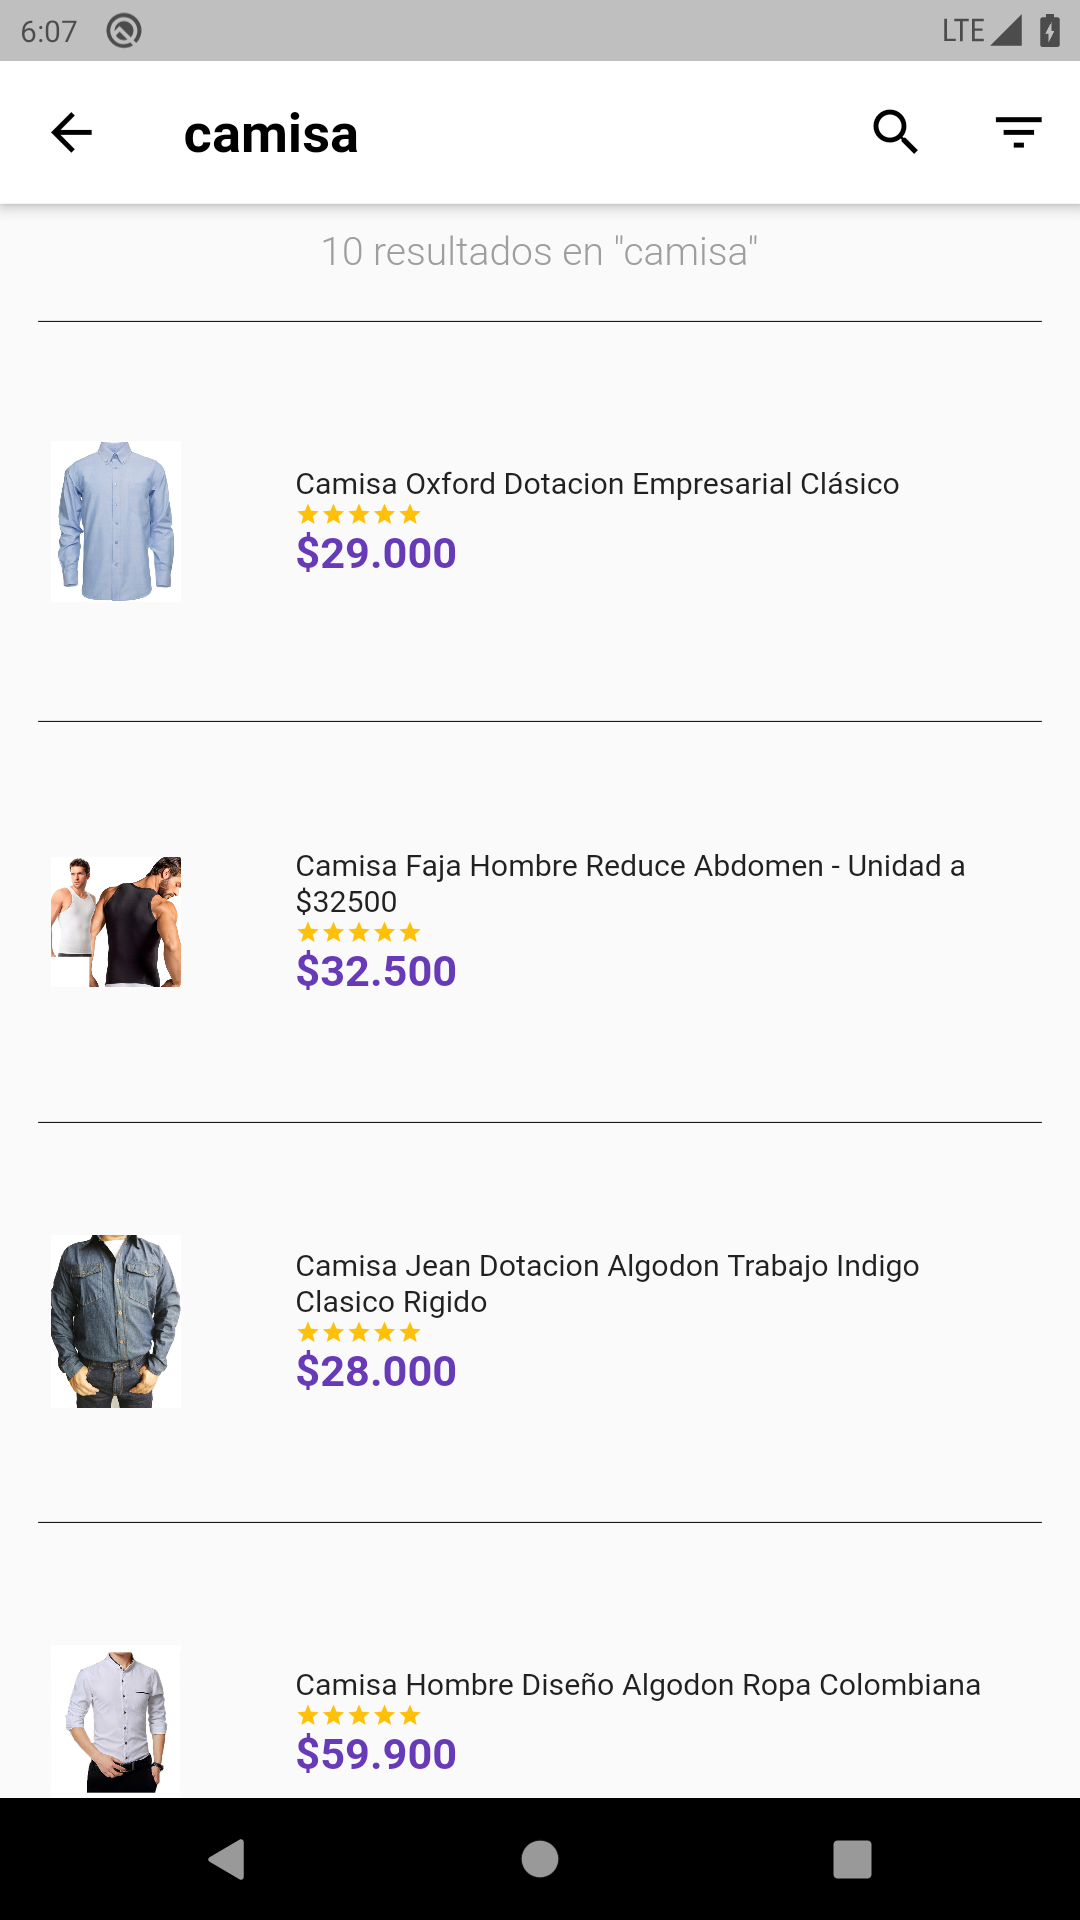 6:07
LTE
camisa
10 resultados en "camisa"
Camisa Oxford Dotacion Empresarial Clásico
$29.000
Camisa Faja Hombre Reduce Abdomen - Unidad a
$32500
$32.500
Camisa Jean Dotacion Algodon Trabajo Indigo
Clasico Rigido
$28.000
Camisa Hombre Diseño Algodon Ropa Colombiana
$59.900